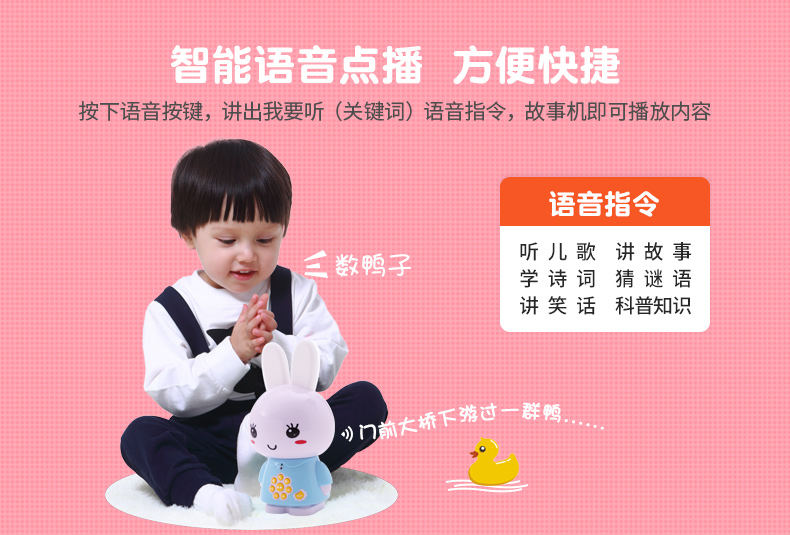 智能语音点播 方便快捷
按下语音按键，讲出我要听（关键词）语音指令，故事机即可播放内容
语音指令
听儿歌 讲故事
学诗词 猜谜语
讲笑话 科普知识
数鸭子
门前大桥下游过一群鸭......